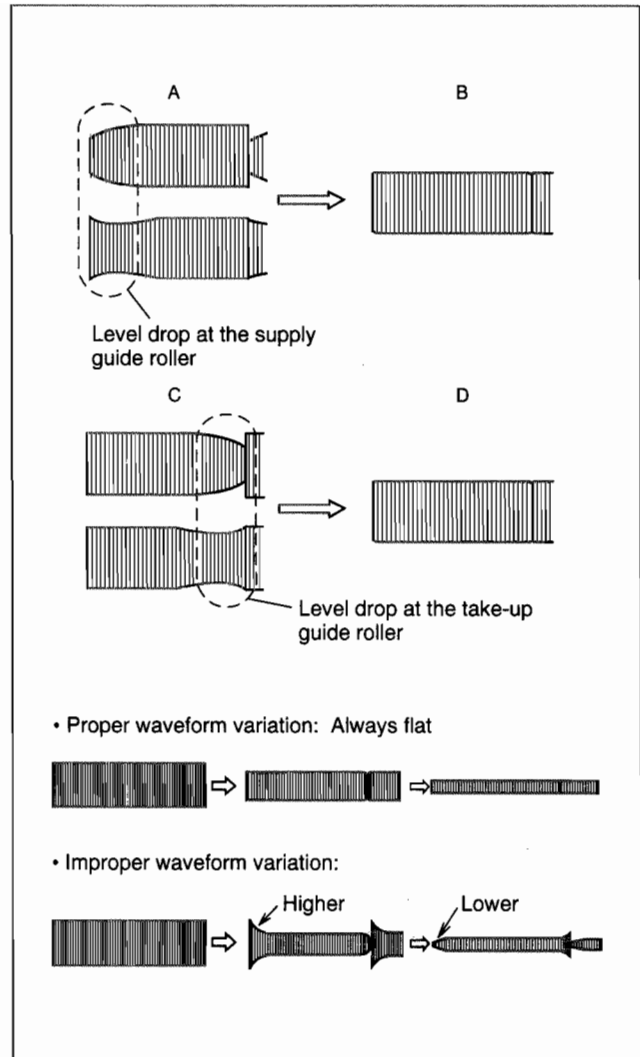 A
B
Level drop at the supply
guide roller
C
D
Level drop at the take-up
guide roller
• Proper waveform variation: Always flat
• Improper waveform variation:
Higher
Lower